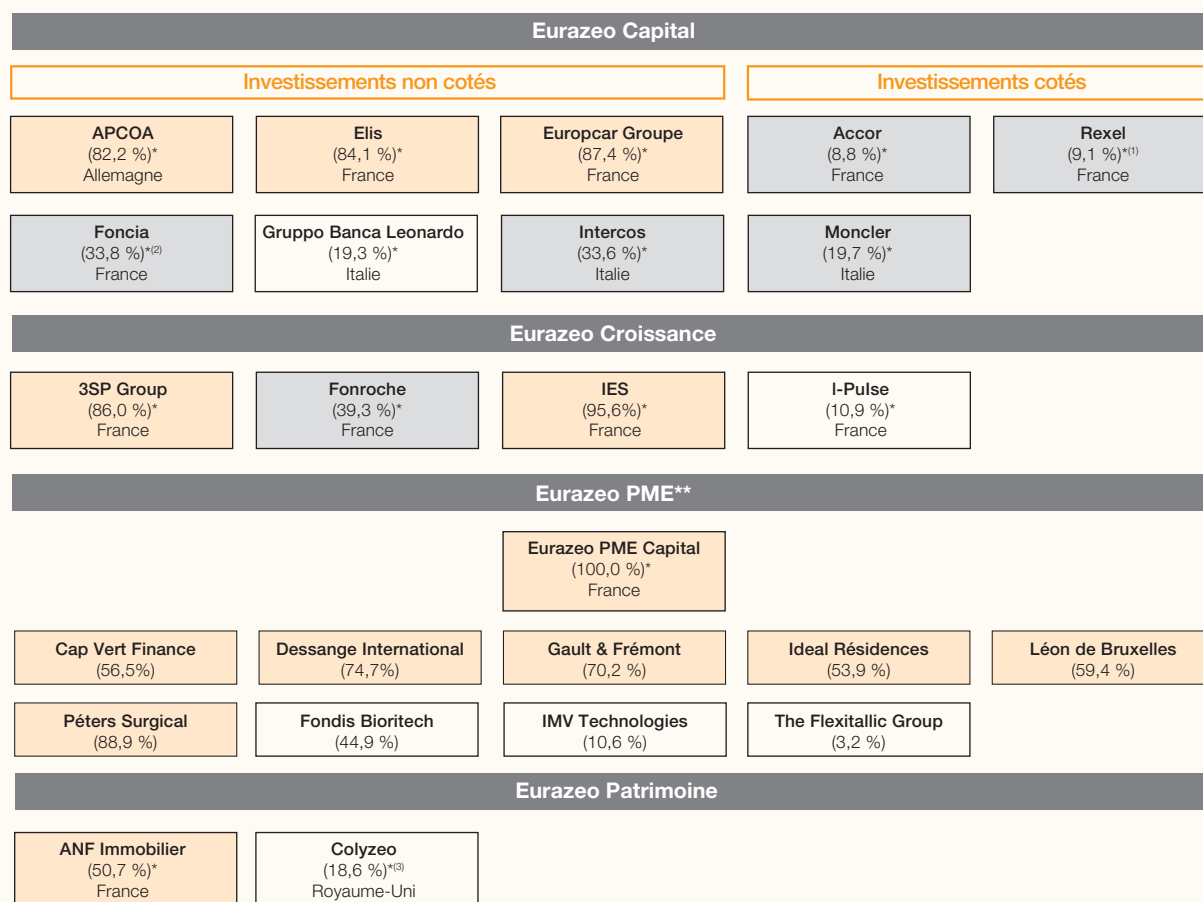 Eurazeo Capital
Investissements non cotés
Investissements cotés
APCOA
(82,2 %)*
Allemagne
Elis
(84,1 %)*
France
Europcar Groupe
(87,4 %)*
France
Accor
(8,8 %)*
France
Rexel
(9,1 %)*(1)
France
Foncia
(33,8 %)*(2)
France
Gruppo Banca Leonardo
(19,3 %)*
Italie
Intercos
(33,6 %)*
Italie
Moncler
(19,7 %)*
Italie
Eurazeo Croissance
3SP Group
(86,0 %)*
France
Fonroche
(39,3 %)*
France
IES
(95,6%)*
France
I-Pulse
(10,9 %)*
France
Eurazeo PME**
Eurazeo PME Capital
(100,0 %)*
France
Cap Vert Finance
(56,5%)
Dessange International
(74,7%)
Gault & Frémont
(70,2 %)
Ideal Résidences
(53,9 %)
Léon de Bruxelles
(59,4 %)
Péters Surgical
(88,9 %)
Fondis Bioritech
(44,9 %)
IMV Technologies
(10,6 %)
The Flexitallic Group
(3,2 %)
Eurazeo Patrimoine
ANF Immobilier
(50,7 %)*
France
Colyzeo
(18,6 %)*(3)
Royaume-Uni